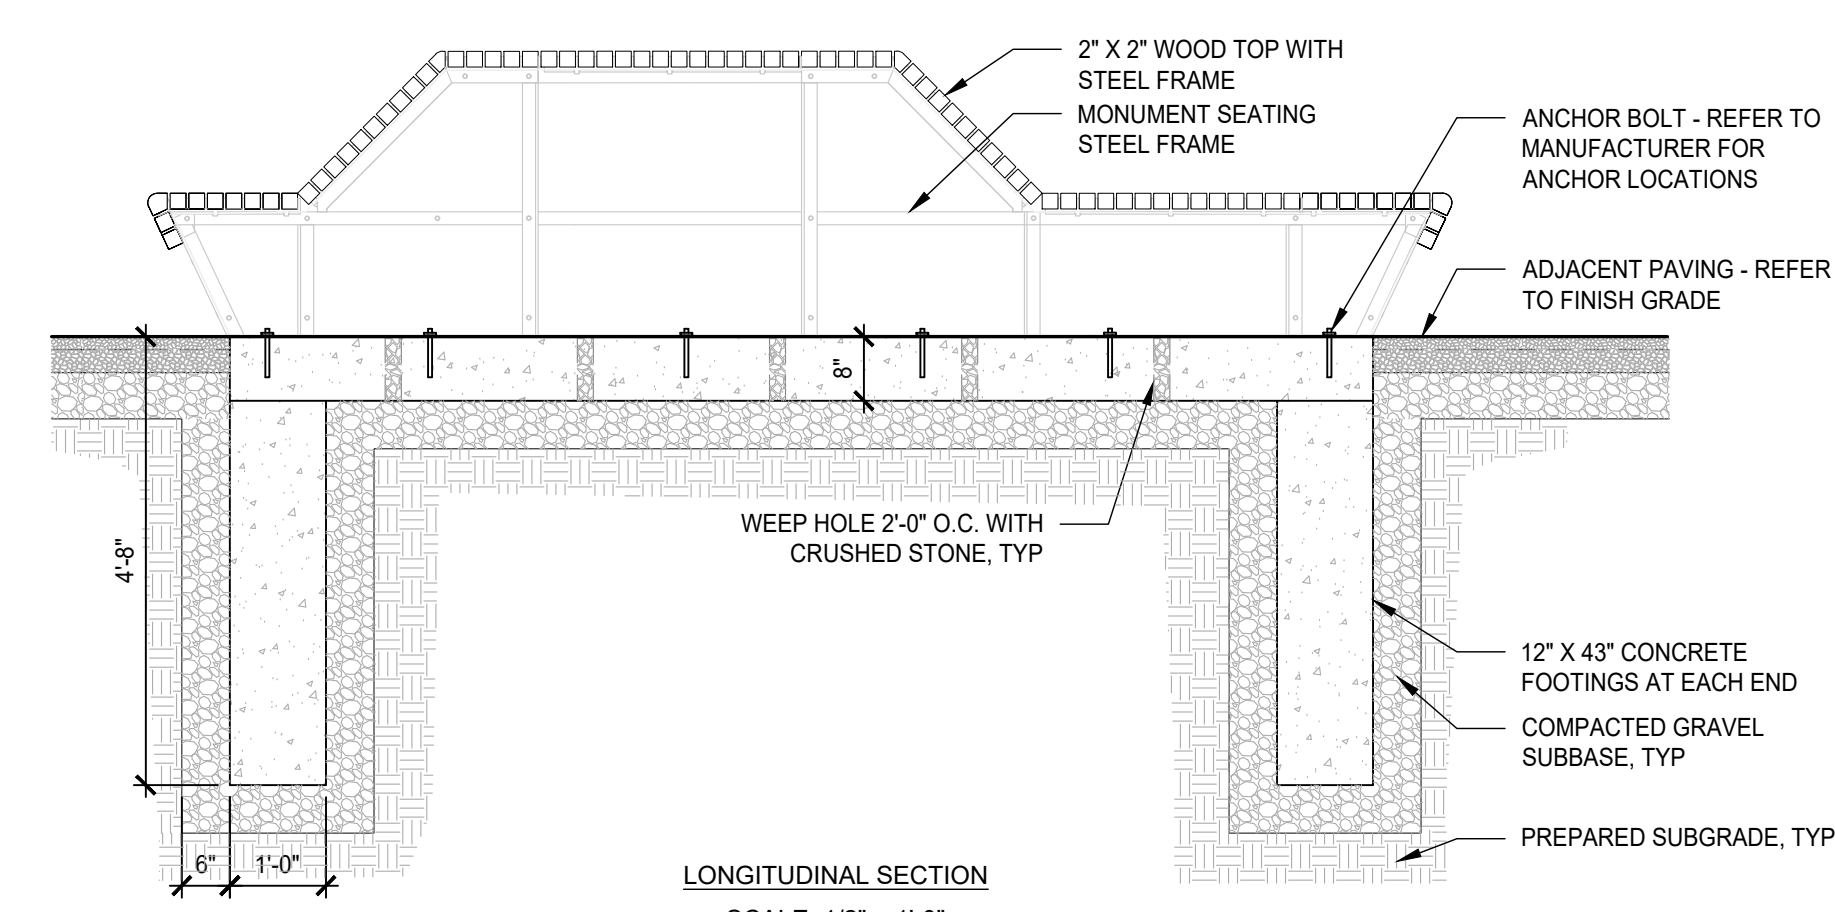 2" X 2" WOOD TOP WITH
STEEL FRAME
MONUMENT SEATING
STEEL FRAME
ANCHOR BOLT - REFER TO
MANUFACTURER FOR
ANCHOR LOCATIONS
ADJACENT PAVING - REFER
TO FINISH GRADE
8"
WEEP HOLE 2'-0" O.C. WITH
CRUSHED STONE, TYP
4'-8"
12" X 43" CONCRETE
FOOTINGS AT EACH END
COMPACTED GRAVEL
SUBBASE, TYP
PREPARED SUBGRADE, TYP
6"
1'-0"
LONGITUDINAL SECTION